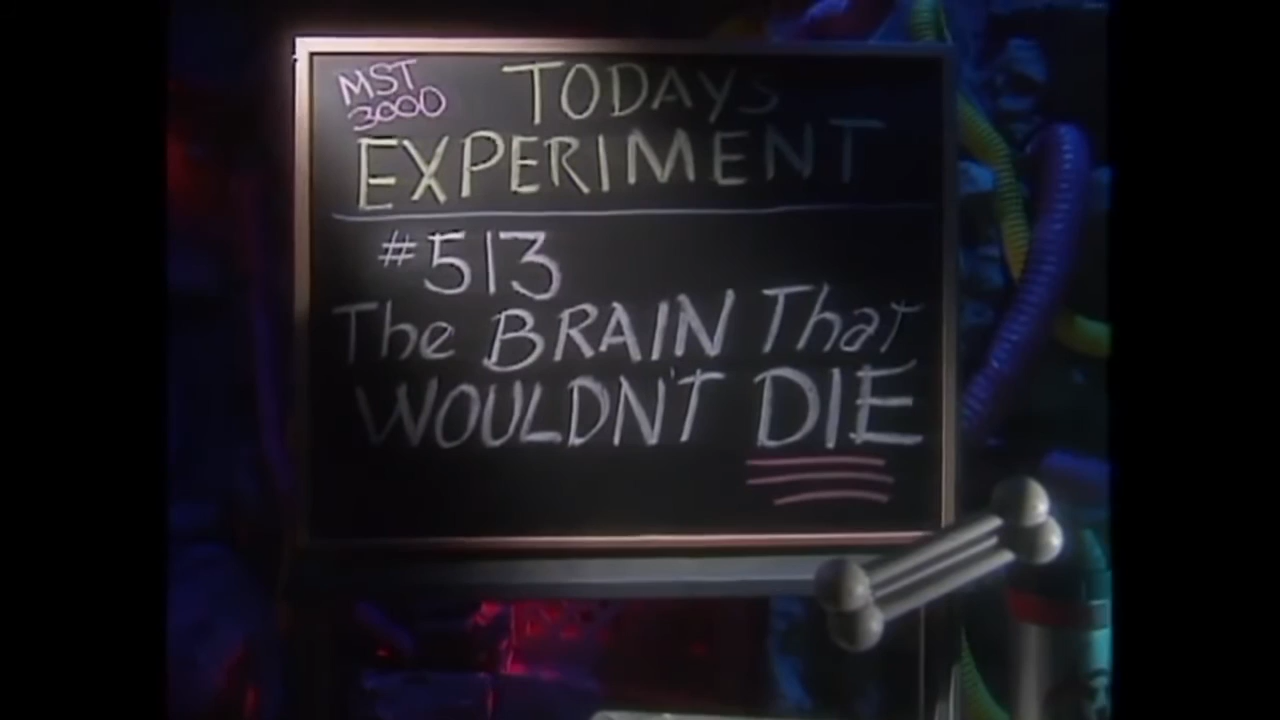 MST
3000
TODAYS
EXPERIMENT
#513
The BRAIN That
WOULDN'T DIE